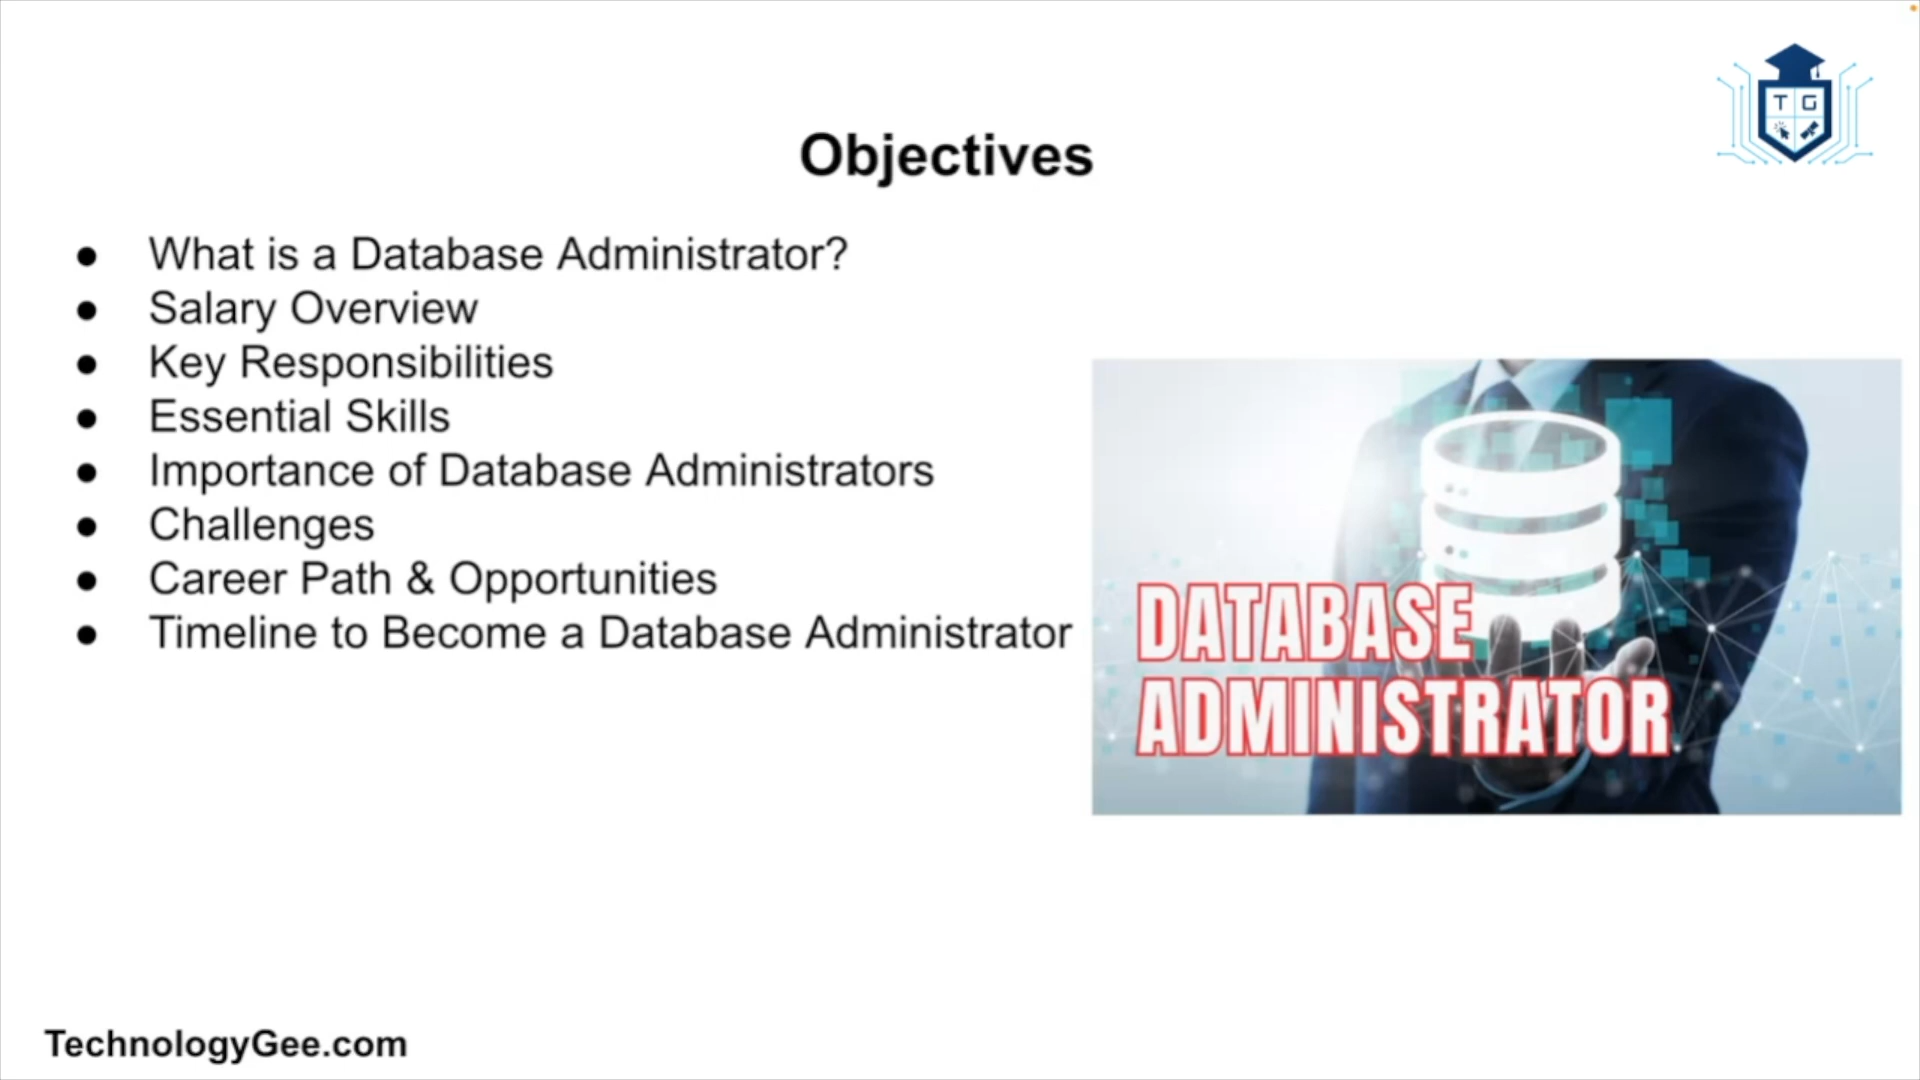 T G
Objectives
● What is a Database Administrator?
● Salary Overview
● Key Responsibilities
● Essential Skills
● Importance of Database Administrators
● Challenges
● Career Path & Opportunities
● Timeline to Become a Database Administrator
DATABASE
ADMINISTRATOR
TechnologyGee.com